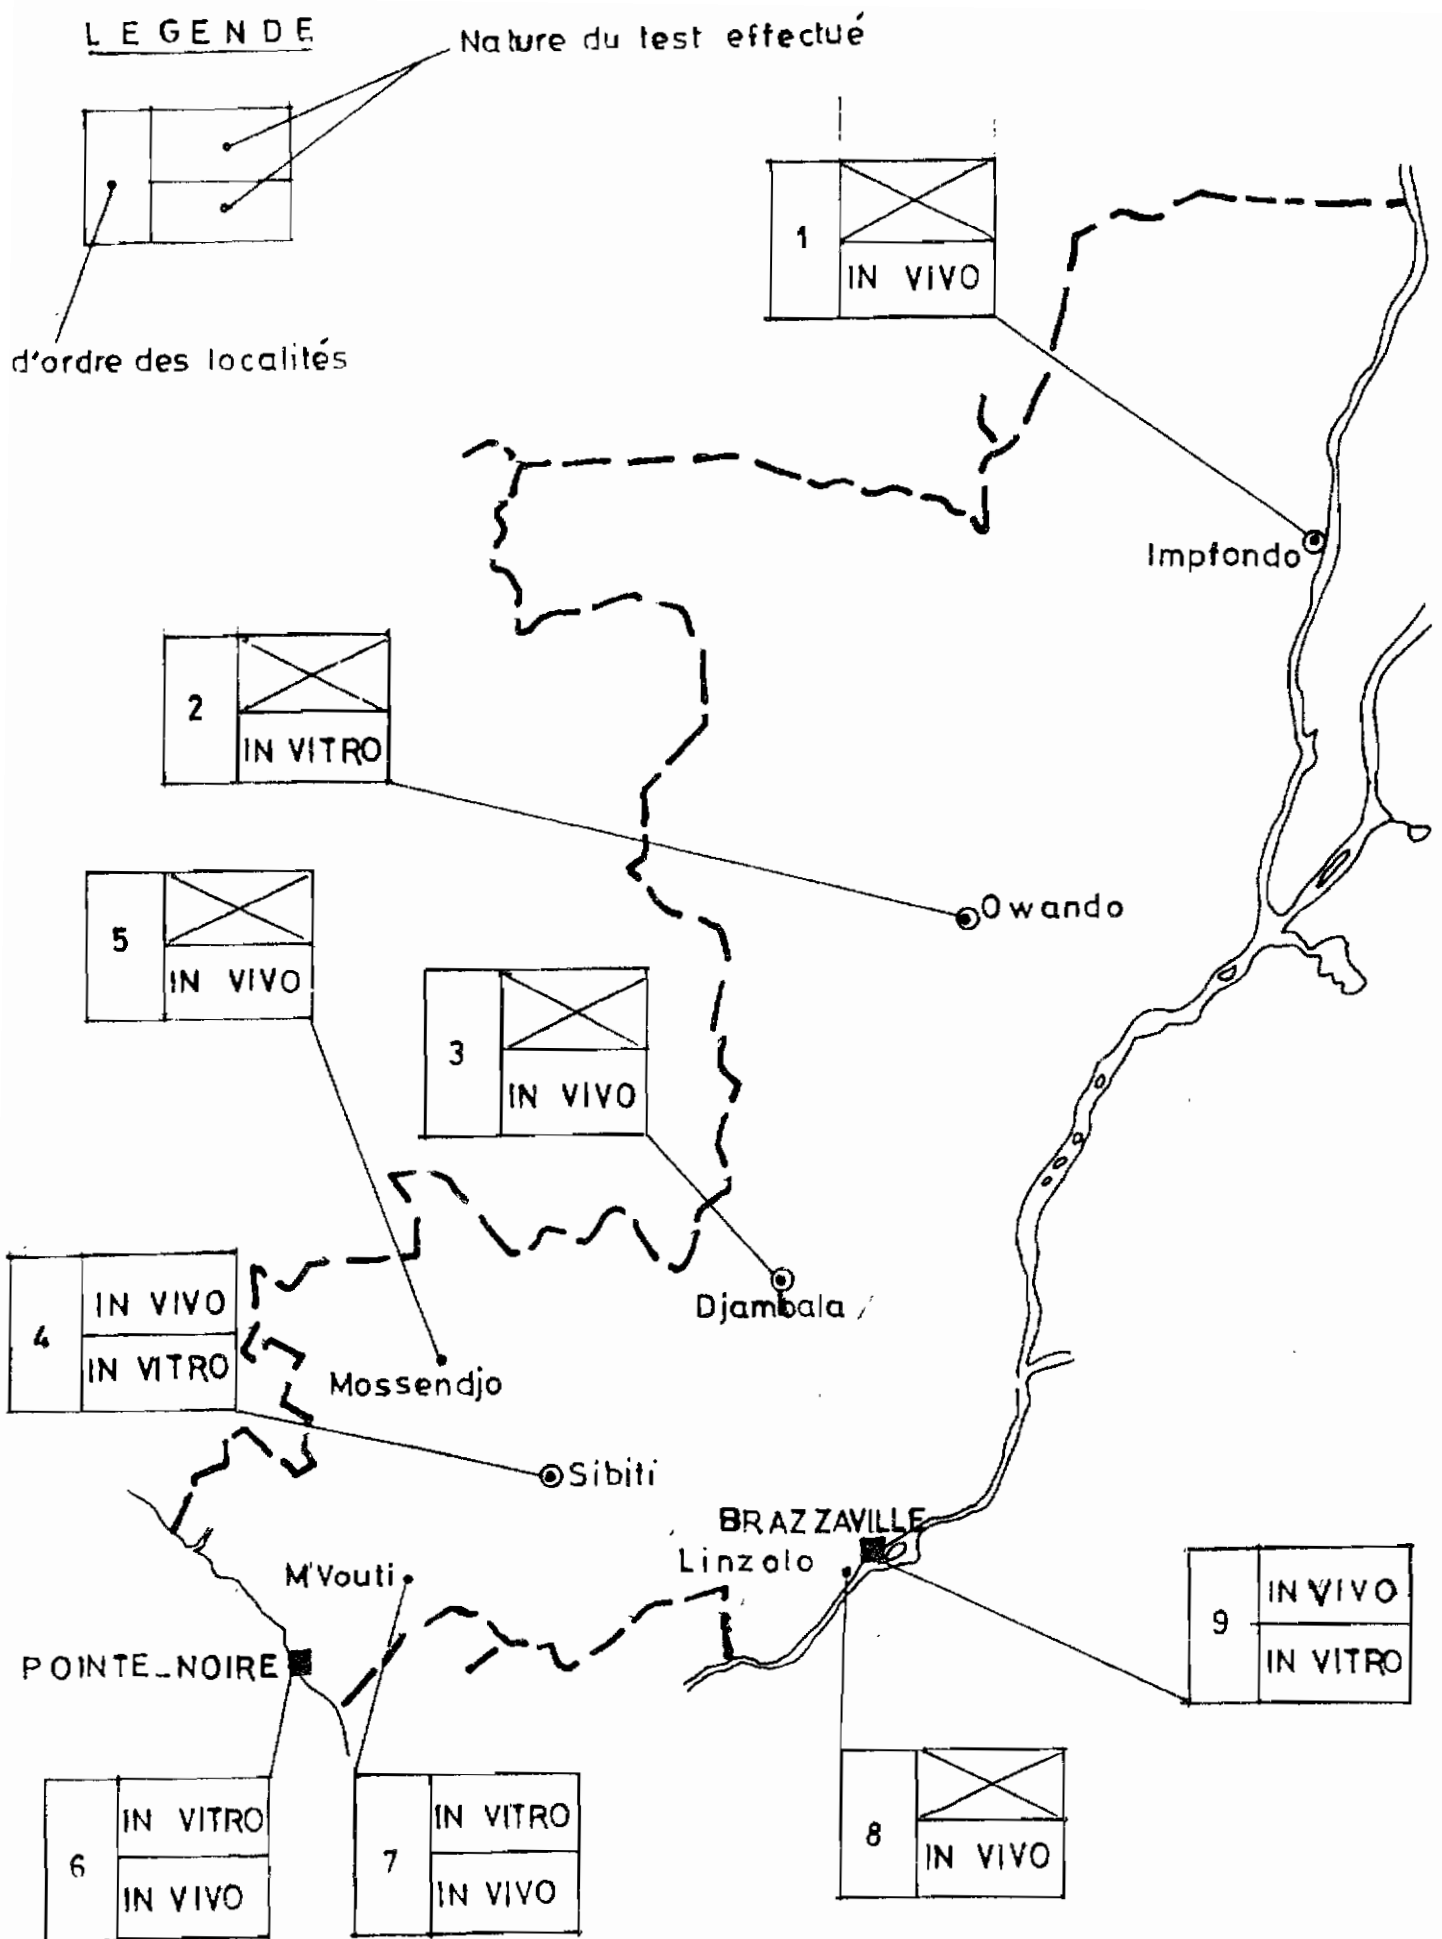 LEGENDE
Nature du test effectué
d'ordre des localités
1
IN VIVO
Impfondo
2
IN VITRO
Owando
5
IN VIVO
3
IN VIVO
Djambala
4
IN VIVO
IN VITRO
Mossendjo
Sibiti
BRAZZAVILLE
Linzolo
M'Vouti
POINTE_NOIRE
9
IN VIVO
IN VITRO
6
IN VITRO
IN VIVO
7
IN VITRO
IN VIVO
8
IN VIVO